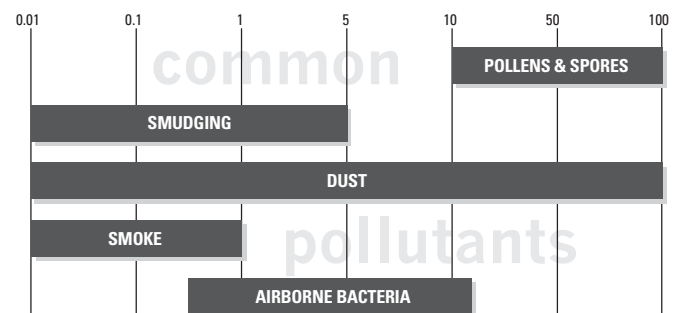 0.01 0.1 1 5 10 50 100
common
POLLENS & SPORES
SMUDGING
DUST
SMOKE
pollutants
AIRBORNE BACTERIA